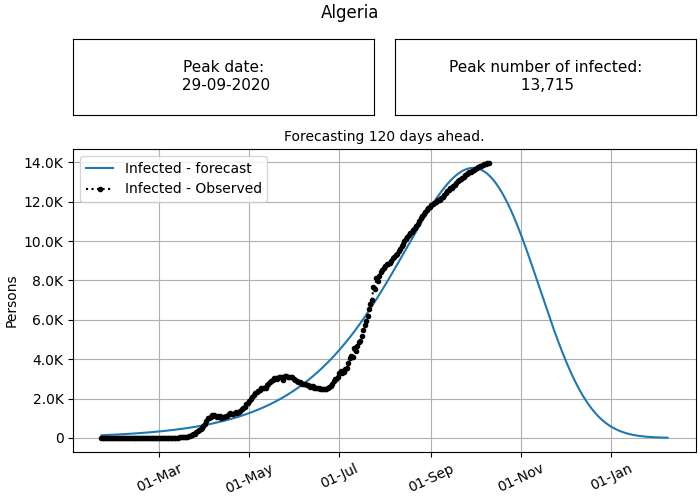 Algeria
Peak date:
29-09-2020
Peak number of infected:
13,715
Forecasting 120 days ahead.
Infected - forecast
Infected - Observed
14.0K
12.0K
10.0K
8.0K
6.0K
4.0K
2.0K
0
Persons
01-Mar
01-May
01-Jul
01-Sep
01-Nov
01-Jan